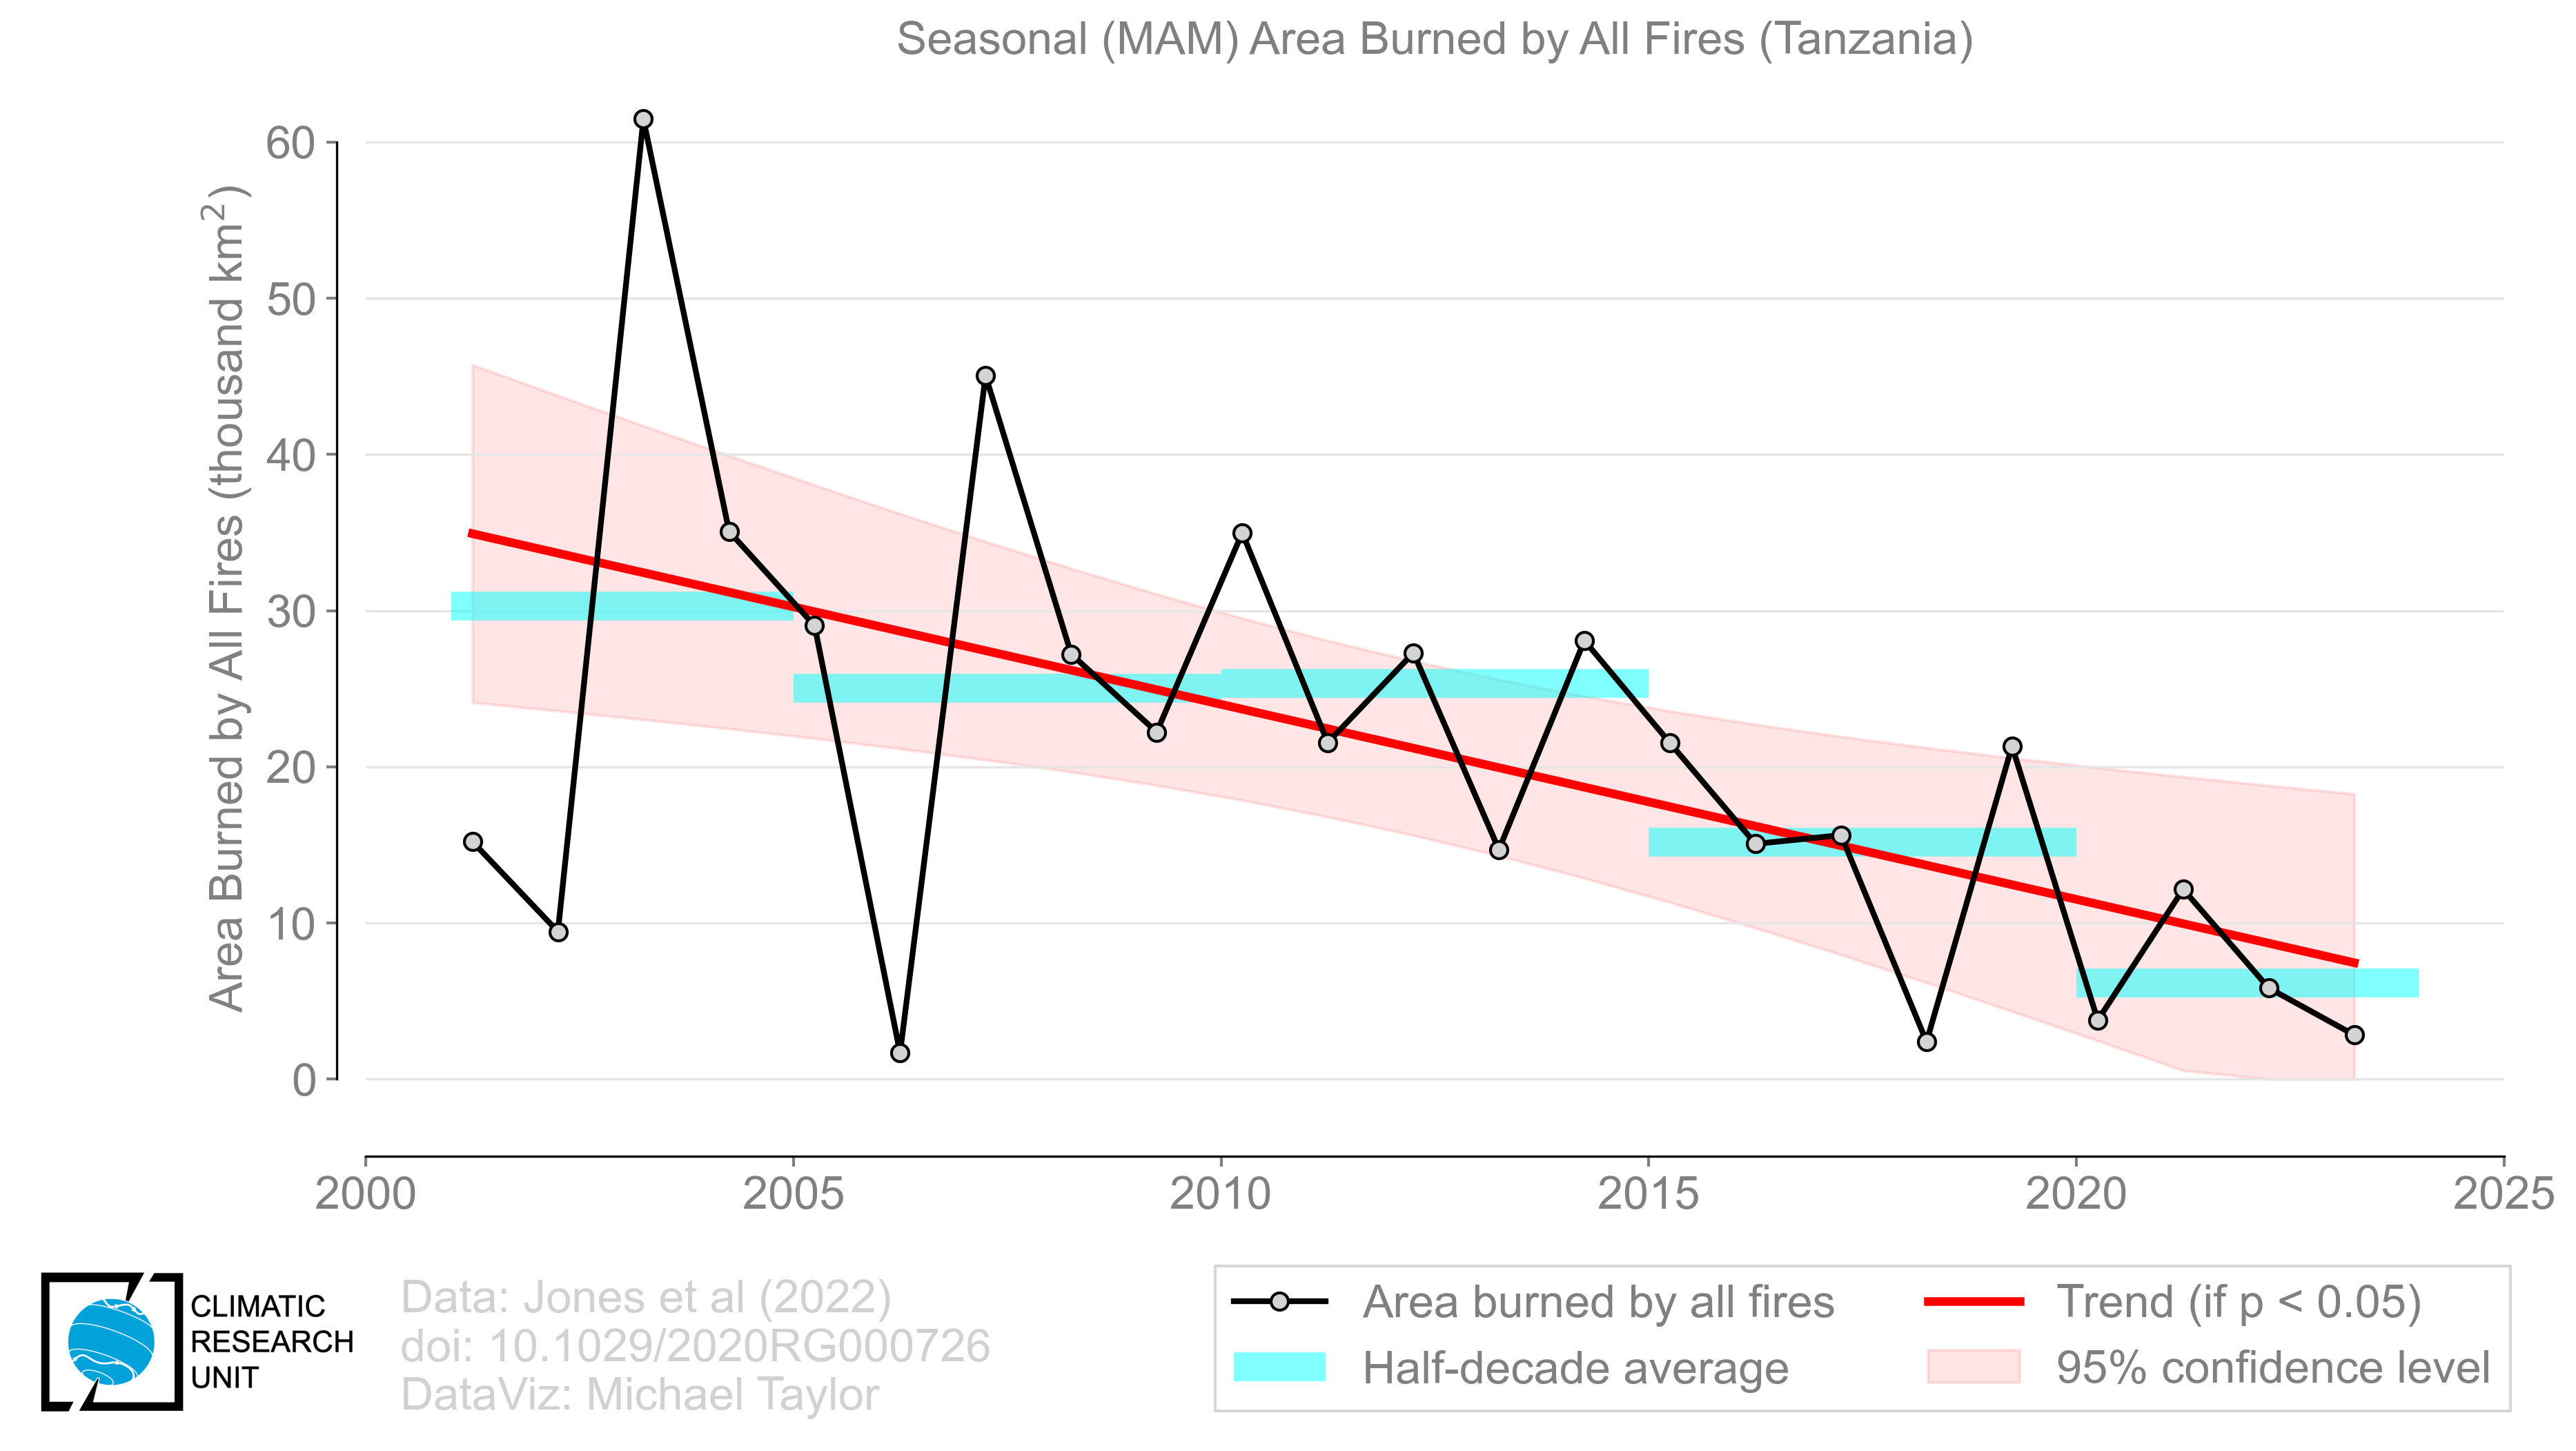 Seasonal (MAM) Area Burned by All Fires (Tanzania)
Area Burned by All Fires (thousand km²)
60
50
40
30
20
10
0
2000 2005 2010 2015 2020 2025
CLIMATIC
RESEARCH
UNIT
Data: Jones et al (2022)
doi: 10.1029/2020RG000726
DataViz: Michael Taylor
Area burned by all fires
Half-decade average
Trend (if p < 0.05)
95% confidence level